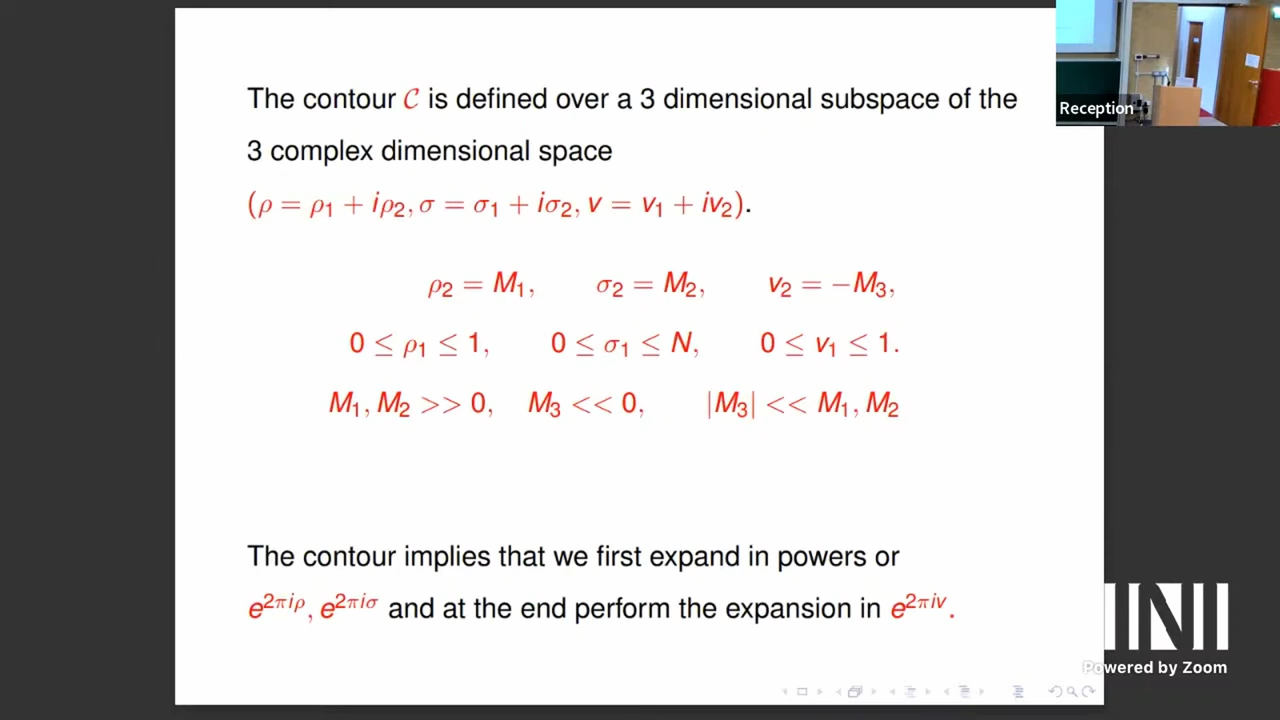 The contour 𝒞 is defined over a 3 dimensional subspace of the
3 complex dimensional space
(ρ = ρ₁ + iρ₂, σ = σ₁ + iσ₂, v = v₁ + iv₂).
ρ₂ = M₁, σ₂ = M₂, v₂ = −M₃,
0 ≤ ρ₁ ≤ 1, 0 ≤ σ₁ ≤ N, 0 ≤ v₁ ≤ 1.
M₁, M₂ >> 0, M₃ << 0, |M₃| << M₁, M₂
The contour implies that we first expand in powers or
e^{2πiρ}, e^{2πiσ} and at the end perform the expansion in e^{2πiv}.
Reception
Powered by Zoom